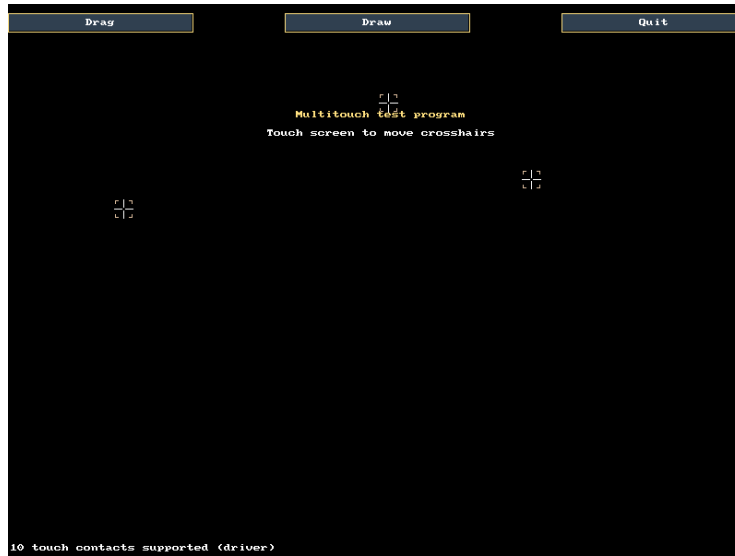 Drag Draw Quit
Multitouch test program
Touch screen to move crosshairs
10 touch contacts supported (driver)